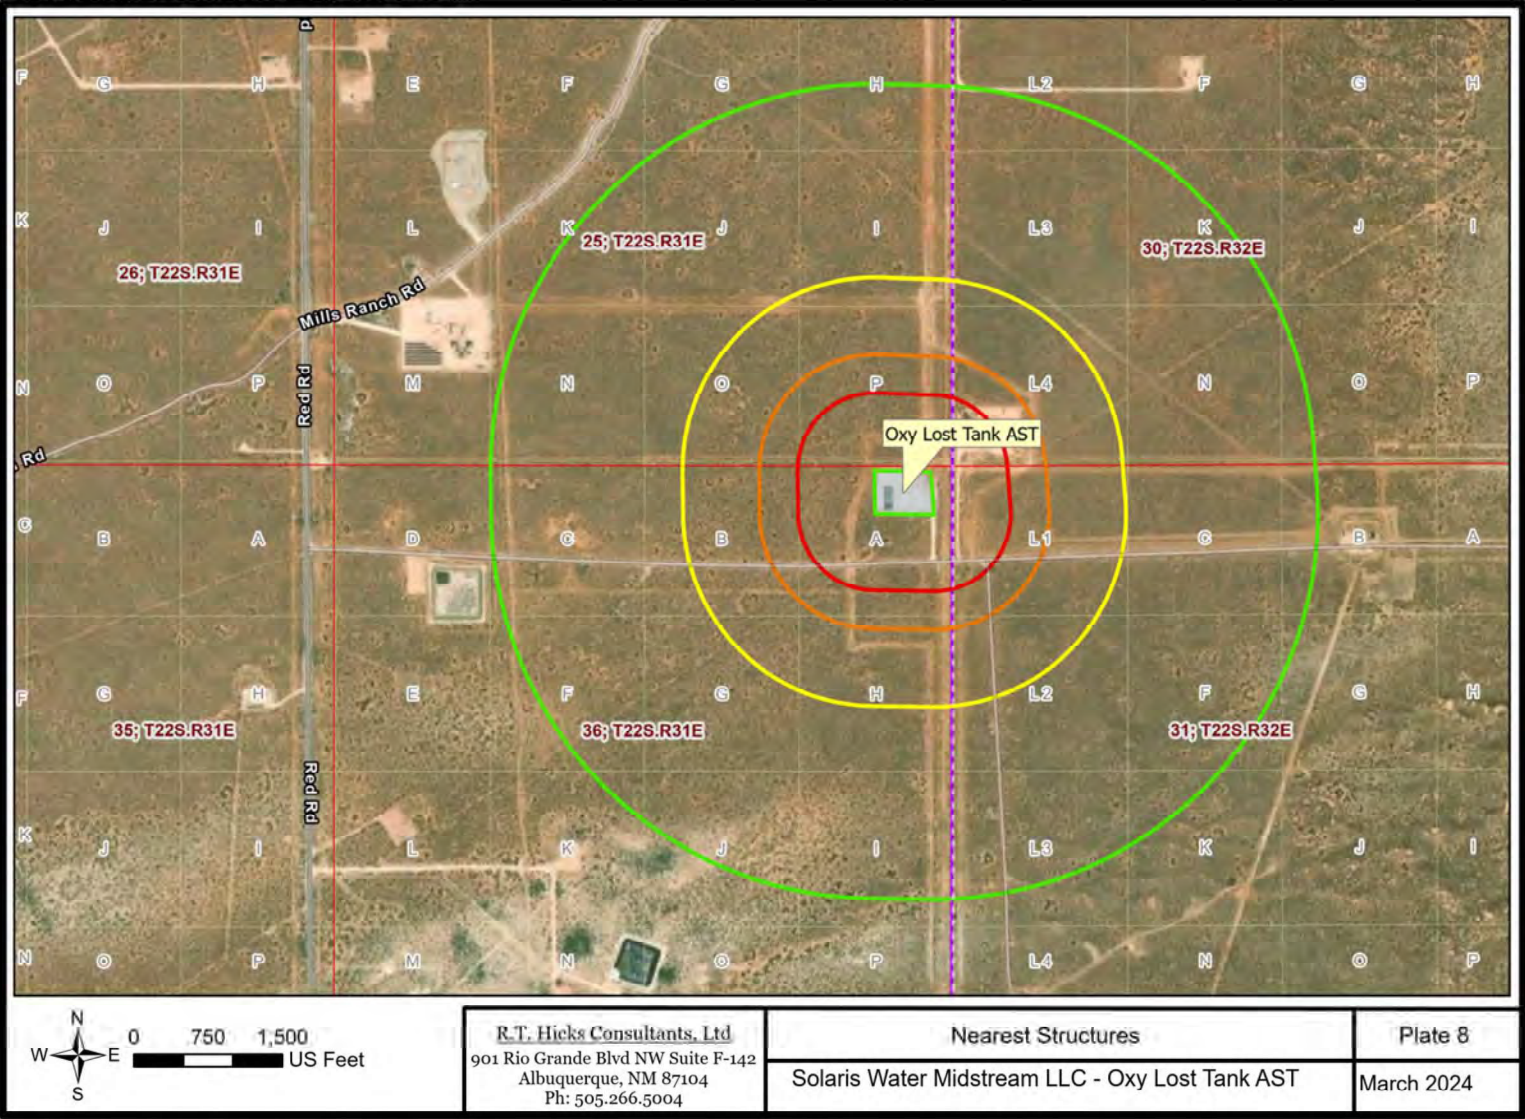 d
F G H E F G H L2 F G H
K J I L K J I L3 K J I
25; T22S.R31E
30; T22S.R32E
26; T22S.R31E
Mills Ranch Rd
Red Rd
N O P M N O P L4 N O P
Oxy Lost Tank AST
Rd
C B A D C B A L1 C B A
F G H E F G H L2 F G H
35; T22S.R31E
36; T22S.R31E
31; T22S.R32E
Red Rd
K J I L K J I L3 K J I
N O P M N O P L4 N O P
N
W E
S
0 750 1,500
US Feet
R.T. Hicks Consultants, Ltd
901 Rio Grande Blvd NW Suite F-142
Albuquerque, NM 87104
Ph: 505.266.5004
Nearest Structures
Solaris Water Midstream LLC - Oxy Lost Tank AST
Plate 8
March 2024